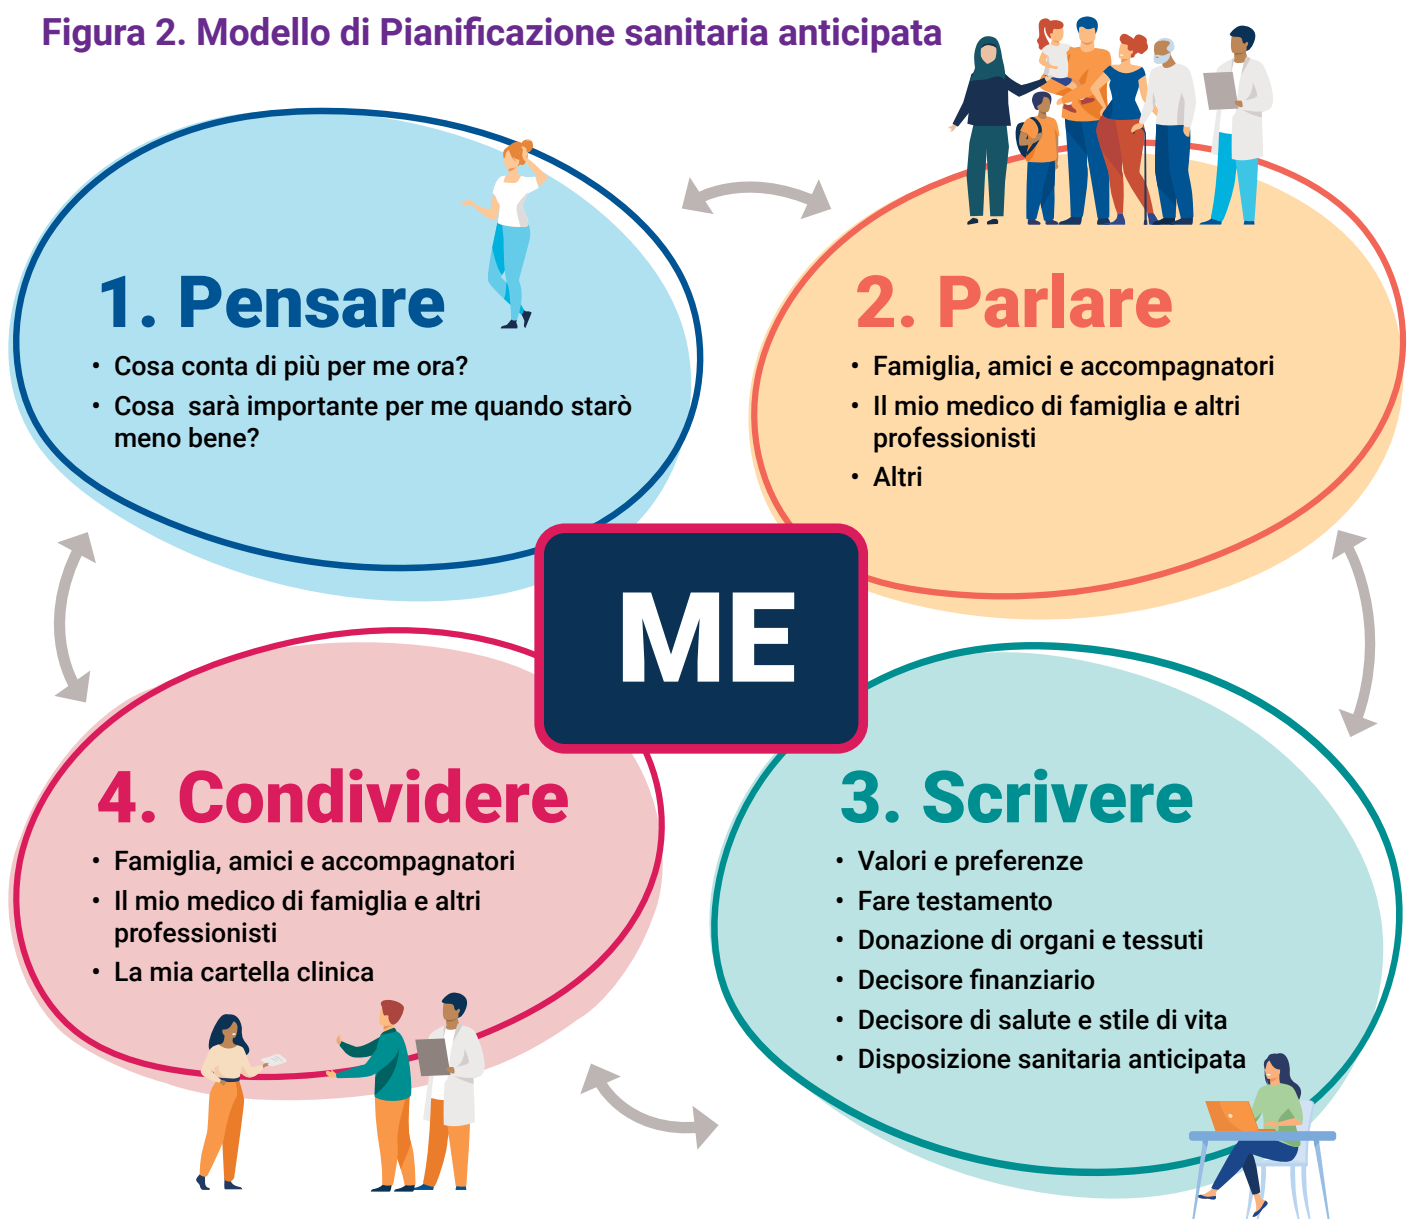 Figura 2. Modello di Pianificazione sanitaria anticipata
1. Pensare
• Cosa conta di più per me ora?
• Cosa  sarà importante per me quando starò
meno bene?
2. Parlare
• Famiglia, amici e accompagnatori
• Il mio medico di famiglia e altri
professionisti
• Altri
ME
3. Scrivere
• Valori e preferenze
• Fare testamento
• Donazione di organi e tessuti
• Decisore finanziario
• Decisore di salute e stile di vita
• Disposizione sanitaria anticipata
4. Condividere
• Famiglia, amici e accompagnatori
• Il mio medico di famiglia e altri
professionisti
• La mia cartella clinica